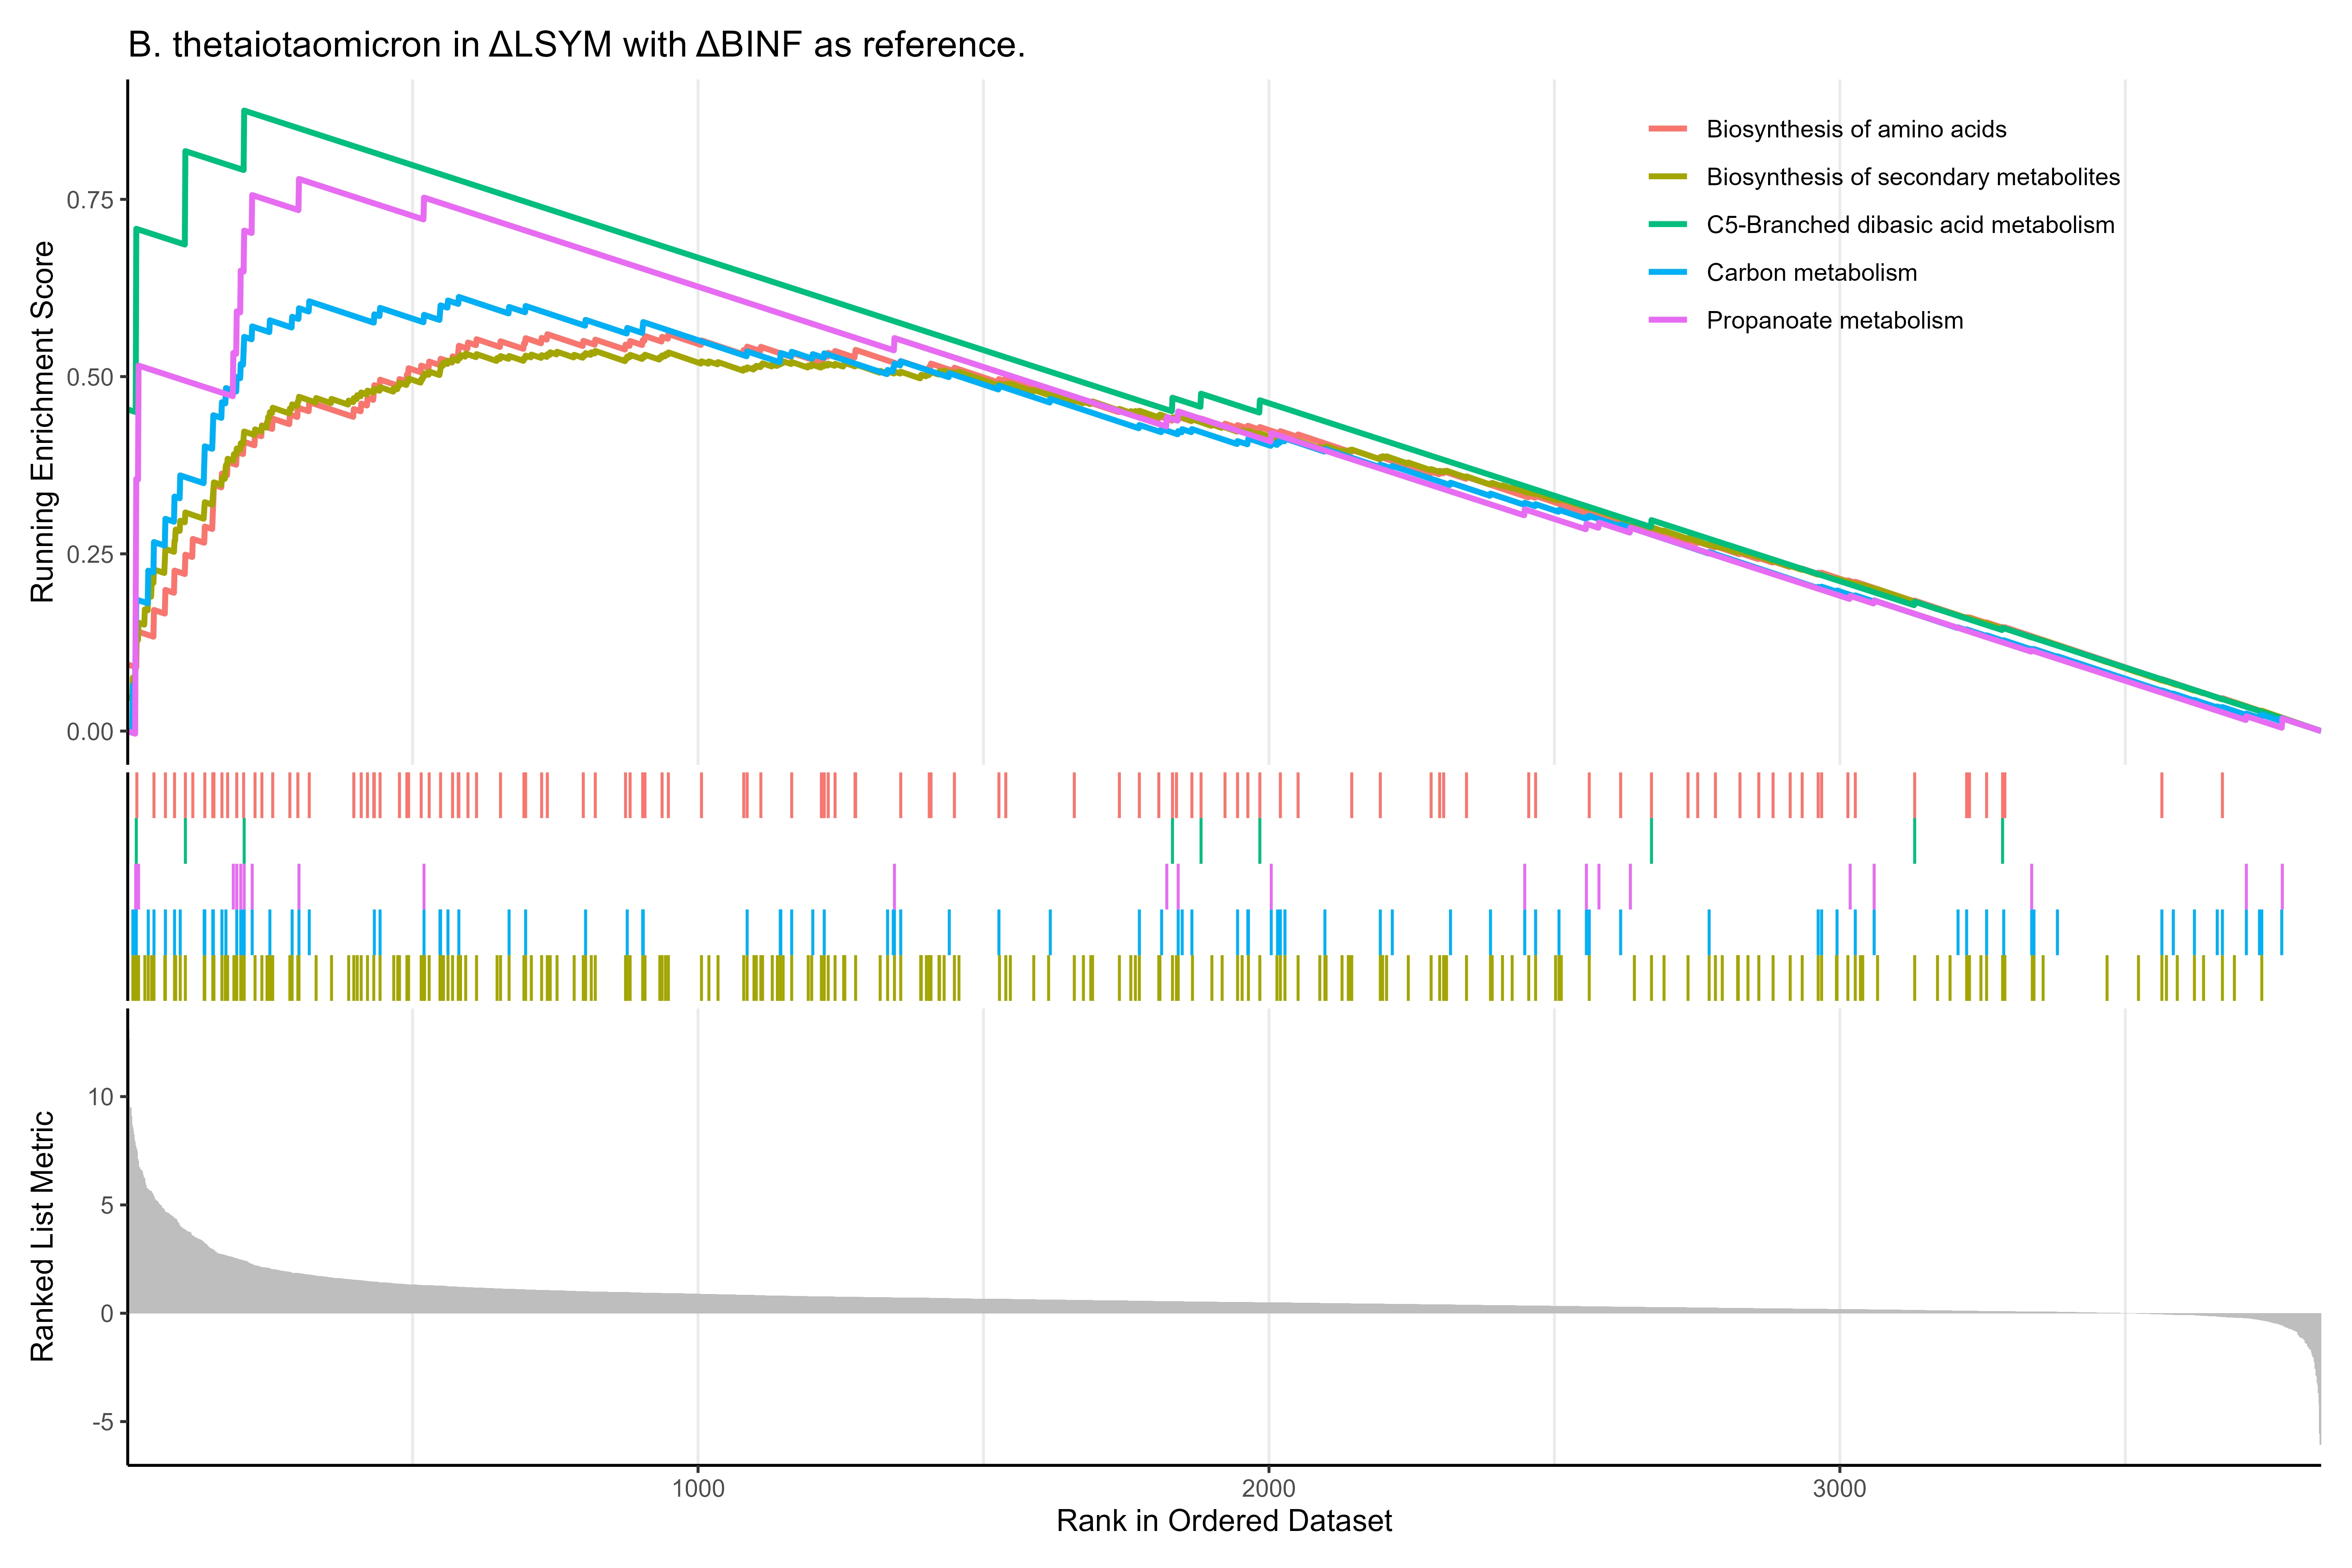 B. thetaiotaomicron in ΔLSYM with ΔBINF as reference.
Running Enrichment Score
0.75
0.50
0.25
0.00
Biosynthesis of amino acids
Biosynthesis of secondary metabolites
C5-Branched dibasic acid metabolism
Carbon metabolism
Propanoate metabolism
Ranked List Metric
10
5
0
-5
1000
2000
3000
Rank in Ordered Dataset